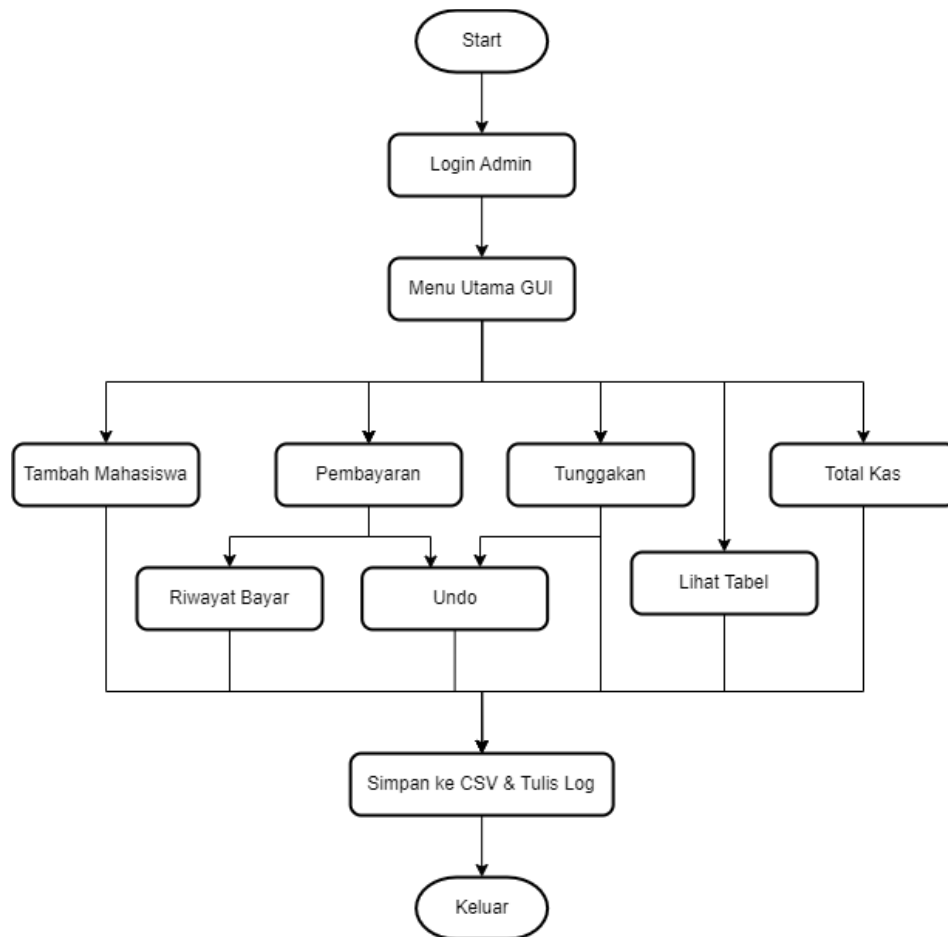 Start
Login Admin
Menu Utama GUI
Tambah Mahasiswa
Pembayaran
Tunggakan
Total Kas
Riwayat Bayar
Undo
Lihat Tabel
Simpan ke CSV & Tulis Log
Keluar